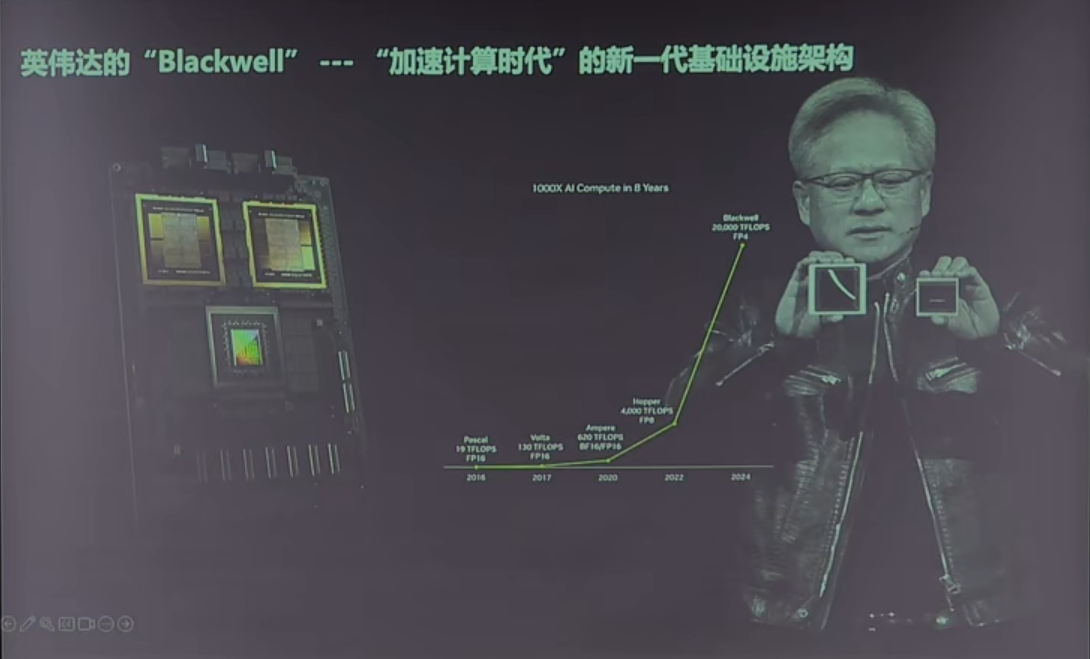 英伟达的“Blackwell” --- “加速计算时代”的新一代基础设施架构
1000X AI Compute in 8 Years
Blackwell
20,000 TFLOPS
FP4
Hopper
4,000 TFLOPS
FP8
Ampere
620 TFLOPS
BF16/FP16
Volta
130 TFLOPS
FP16
Pascal
19 TFLOPS
FP16
2016
2017
2020
2022
2024